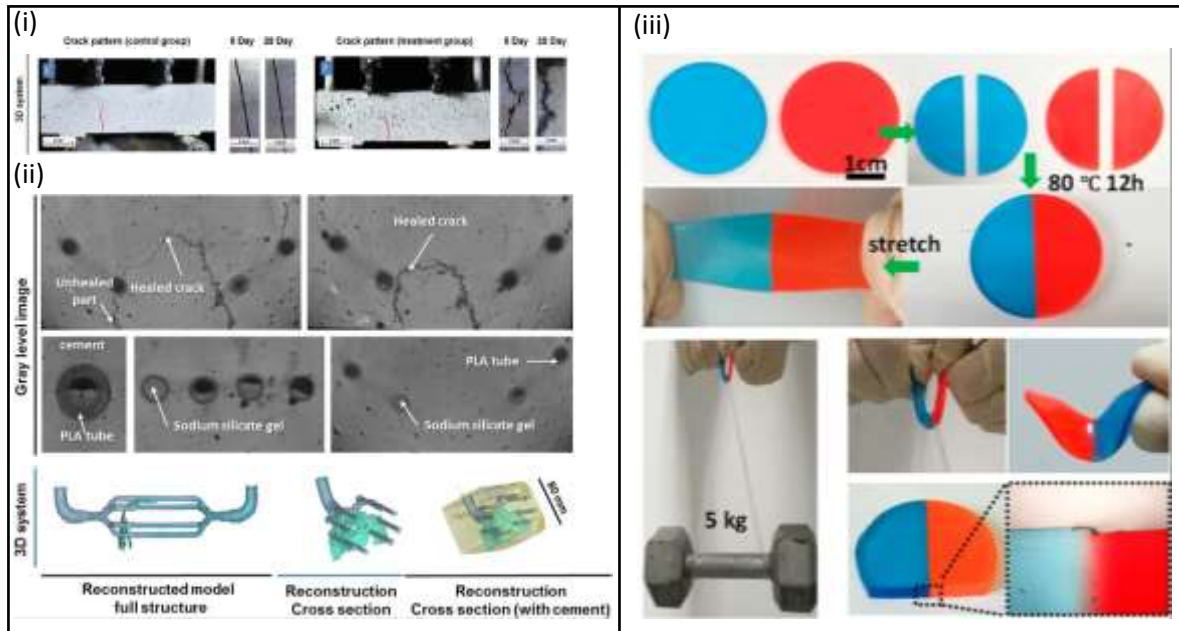 (i)
Crack pattern (control group)
6 Day
28 Day
Crack pattern (treatment group)
6 Day
28 Day
3D system
(ii)
Gray level image
Healed crack
Unhealed
part
Healed crack
cement
PLA tube
Sodium silicate gel
PLA tube
Sodium silicate gel
3D system
80 mm
Reconstructed model
full structure
Reconstruction
Cross section
Reconstruction
Cross section (with cement)
(iii)
1cm
80 °C 12h
stretch
5 kg